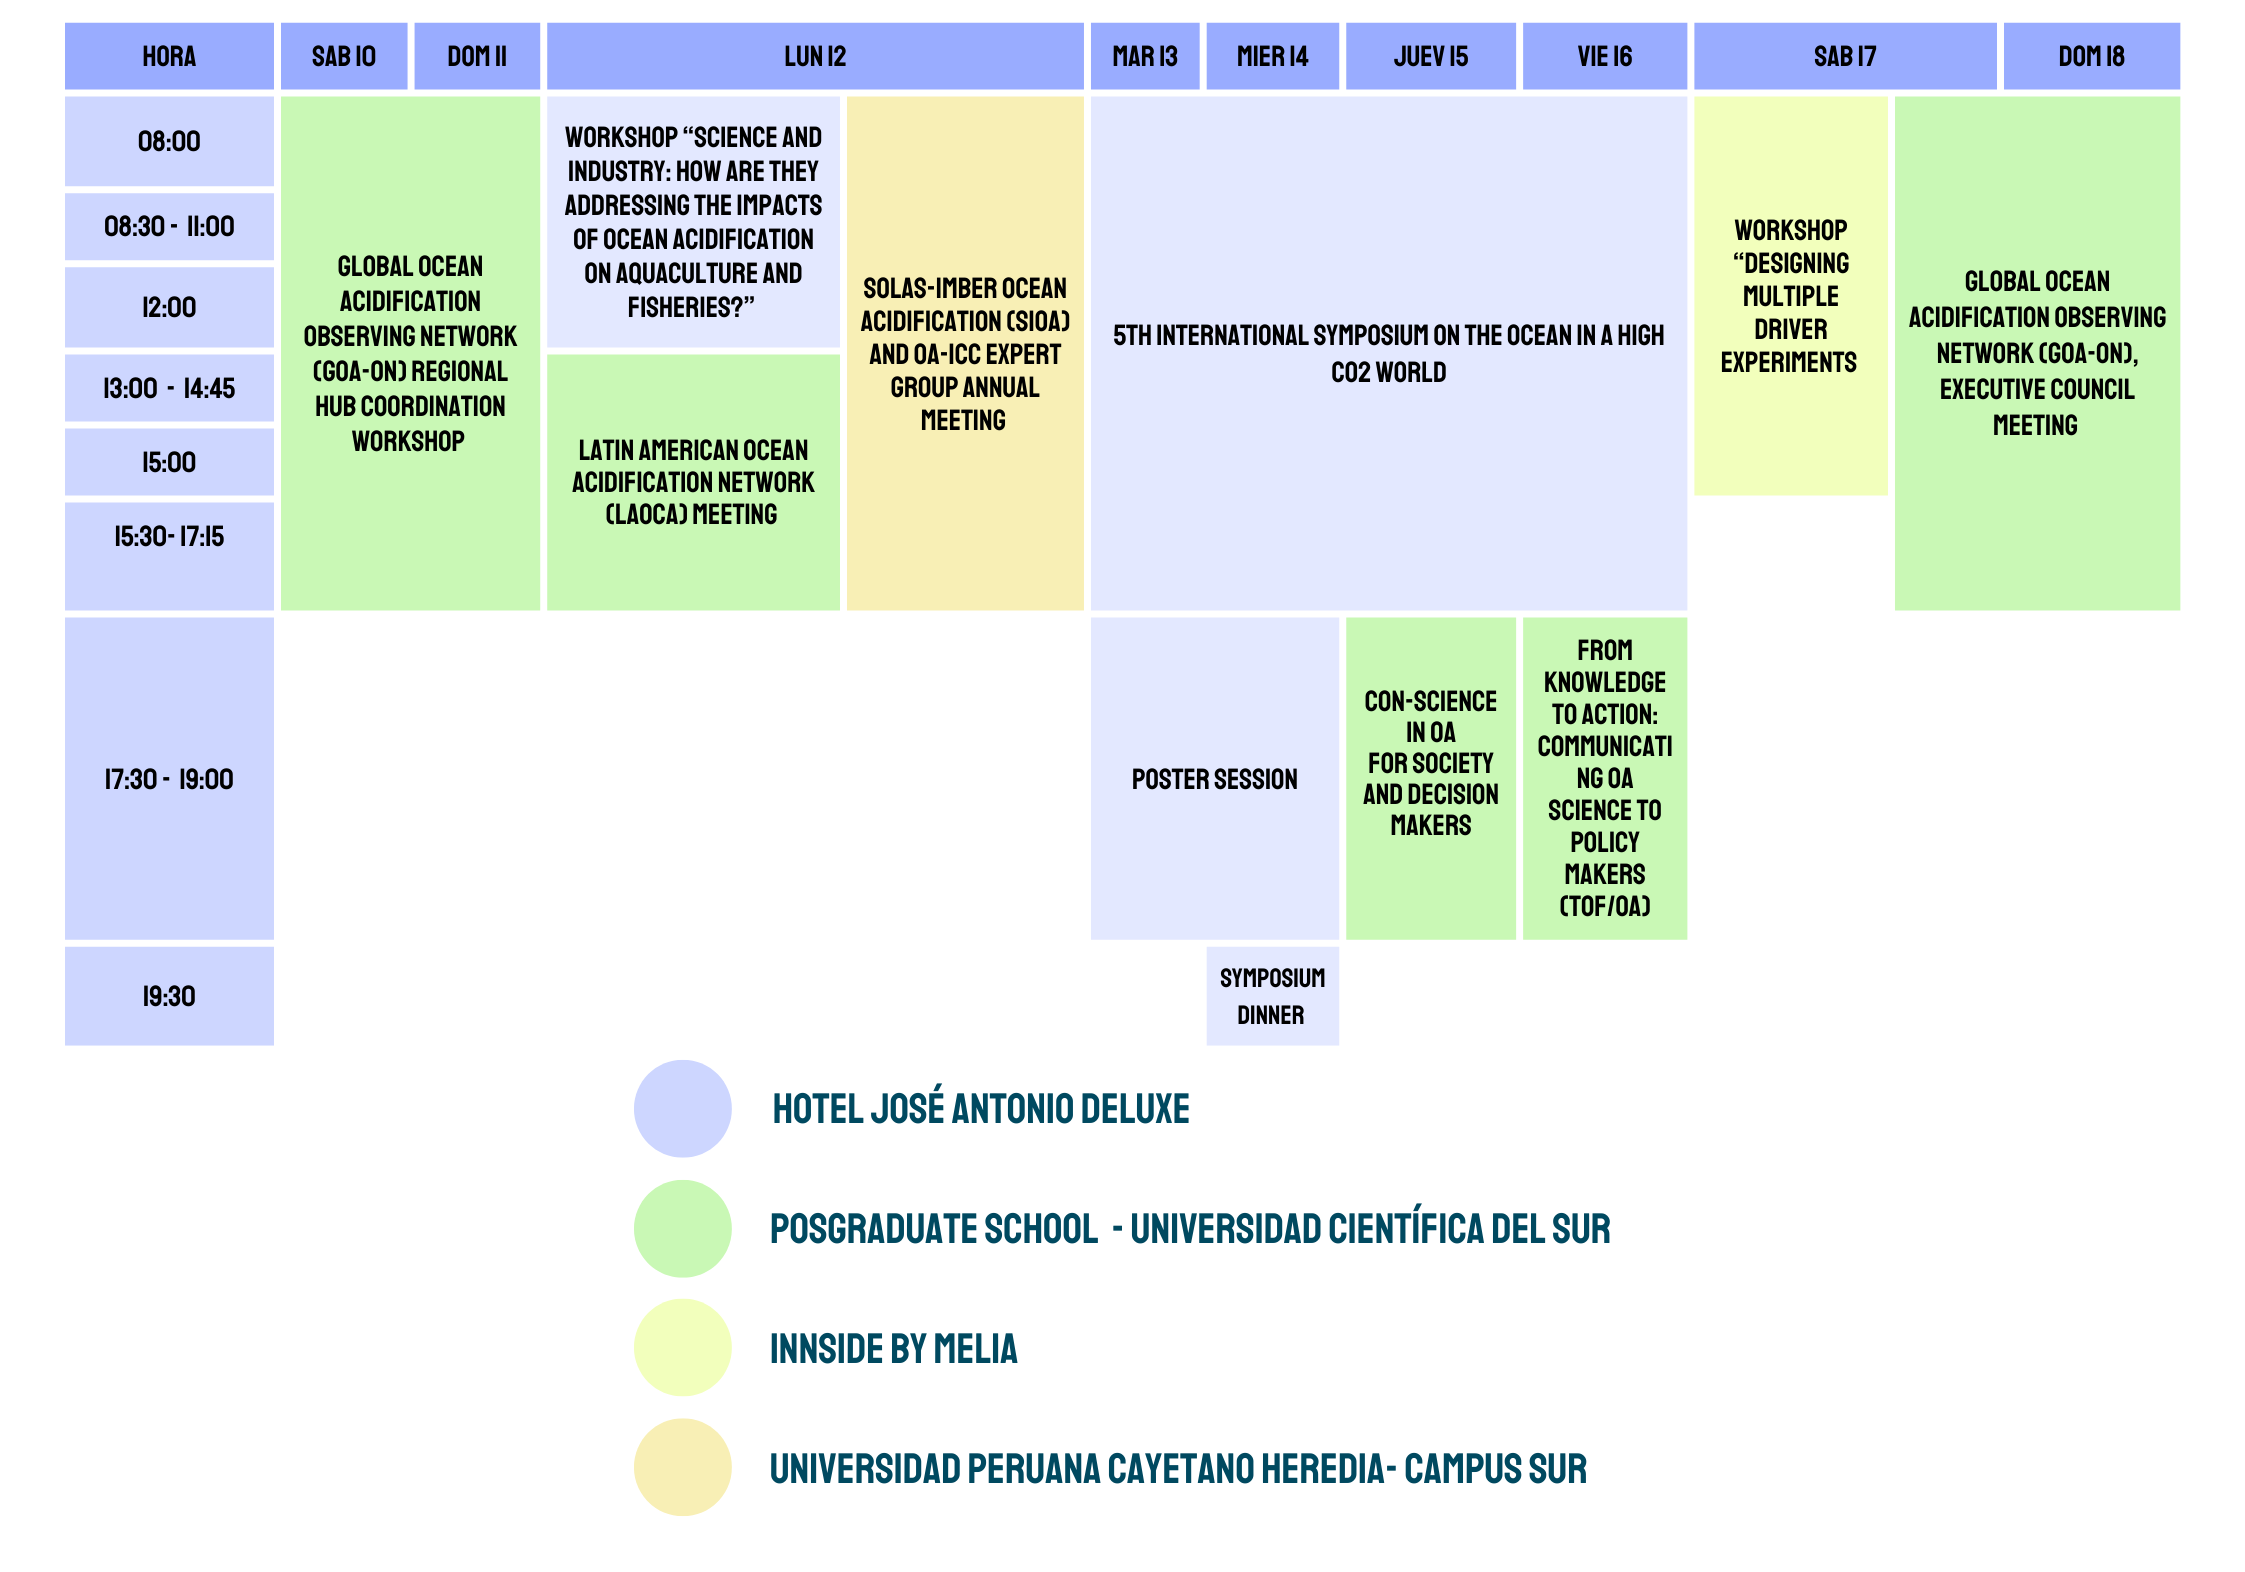 HORA
SAB 10
DOM 11
LUN 12
MAR 13
MIER 14
JUEV 15
VIE 16
SAB 17
DOM 18
08:00
08:30 - 11:00
12:00
13:00 - 14:45
15:00
15:30- 17:15
17:30 - 19:00
19:30
GLOBAL OCEAN
ACIDIFICATION
OBSERVING NETWORK
(GOA-ON) REGIONAL
HUB COORDINATION
WORKSHOP
WORKSHOP “SCIENCE AND
INDUSTRY: HOW ARE THEY
ADDRESSING THE IMPACTS
OF OCEAN ACIDIFICATION
ON AQUACULTURE AND
FISHERIES?”
LATIN AMERICAN OCEAN
ACIDIFICATION NETWORK
(LAOCA) MEETING
SOLAS-IMBER OCEAN
ACIDIFICATION (SIOA)
AND OA-ICC EXPERT
GROUP ANNUAL
MEETING
5TH INTERNATIONAL SYMPOSIUM ON THE OCEAN IN A HIGH
CO2 WORLD
WORKSHOP
“DESIGNING
MULTIPLE
DRIVER
EXPERIMENTS
GLOBAL OCEAN
ACIDIFICATION OBSERVING
NETWORK (GOA-ON),
EXECUTIVE COUNCIL
MEETING
POSTER SESSION
CON-SCIENCE
IN OA
FOR SOCIETY
AND DECISION
MAKERS
FROM
KNOWLEDGE
TO ACTION:
COMMUNICATI
NG OA
SCIENCE TO
POLICY
MAKERS
(TOF/OA)
SYMPOSIUM
DINNER
HOTEL JOSÉ ANTONIO DELUXE
POSGRADUATE SCHOOL - UNIVERSIDAD CIENTÍFICA DEL SUR
INNSIDE BY MELIA
UNIVERSIDAD PERUANA CAYETANO HEREDIA- CAMPUS SUR